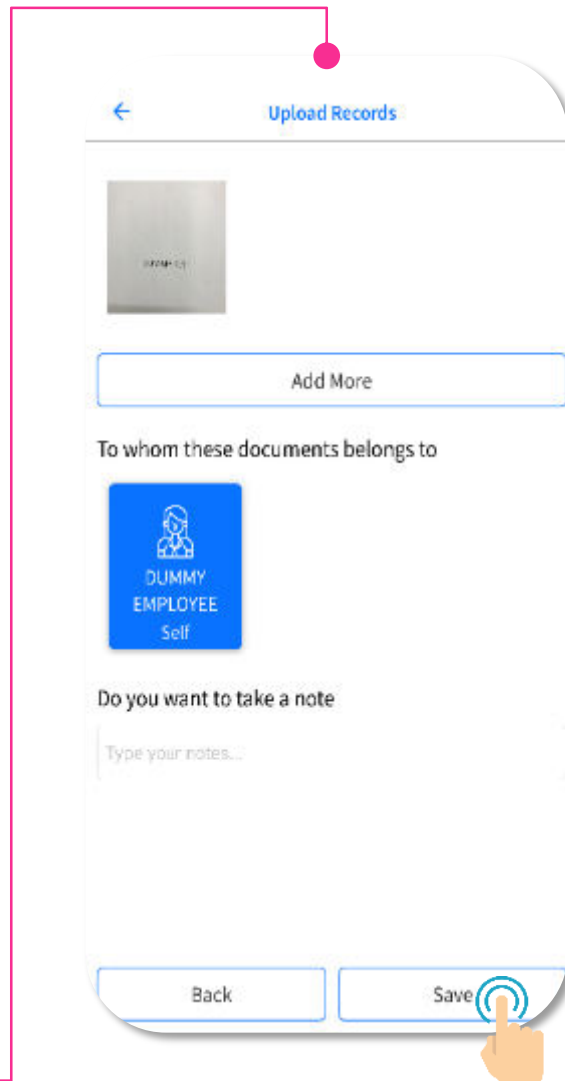 Upload Records
Add More
To whom these documents belongs to
DUMMY
EMPLOYEE
Self
Do you want to take a note
Type your notes...
Back
Save